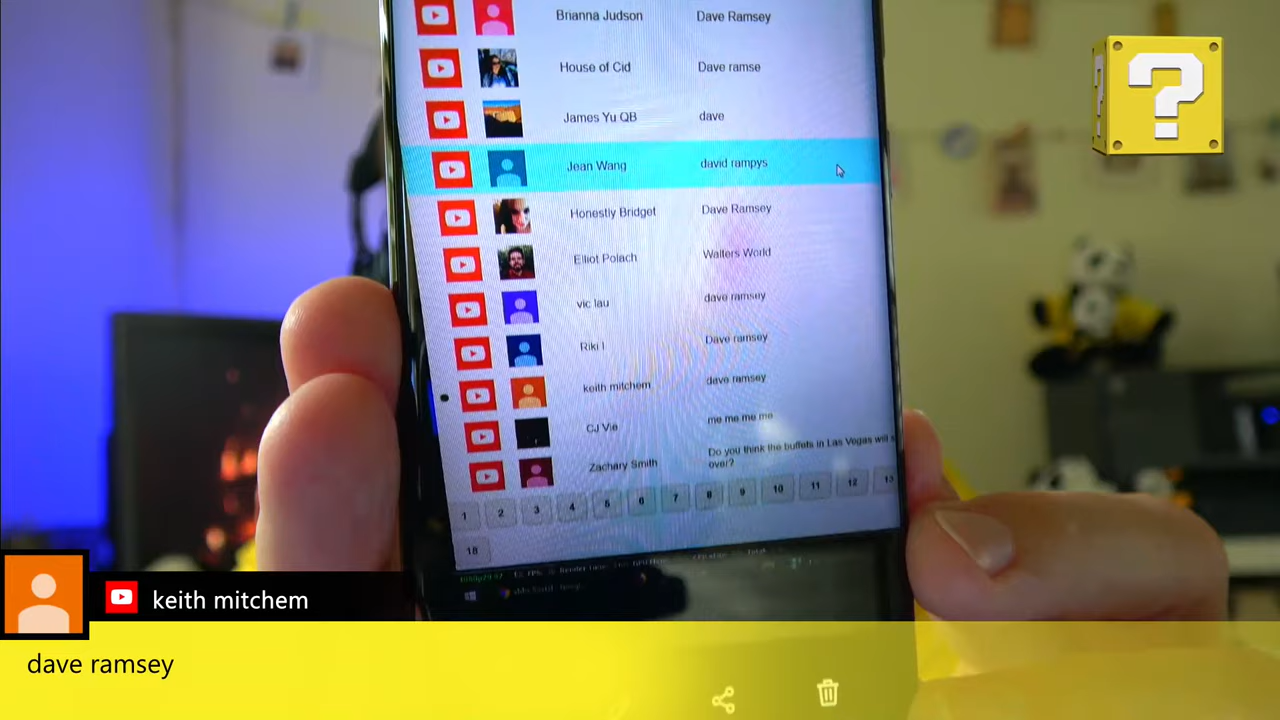 Brianna Judson Dave Ramsey
House of Cid Dave ramse
James Yu QB dave
Jean Wang david rampys
Honestly Bridget Dave Ramsey
Elliot Polach Walters World
vic lau dave ramsey
Riki I Dave ramsey
keith mitchem dave ramsey
CJ Vie me me me me
Zachary Smith Do you think the buffets in Las Vegas will
over?
1 2 3 4 5 6 7 8 9 10 11 12 13
18
?
keith mitchem
dave ramsey